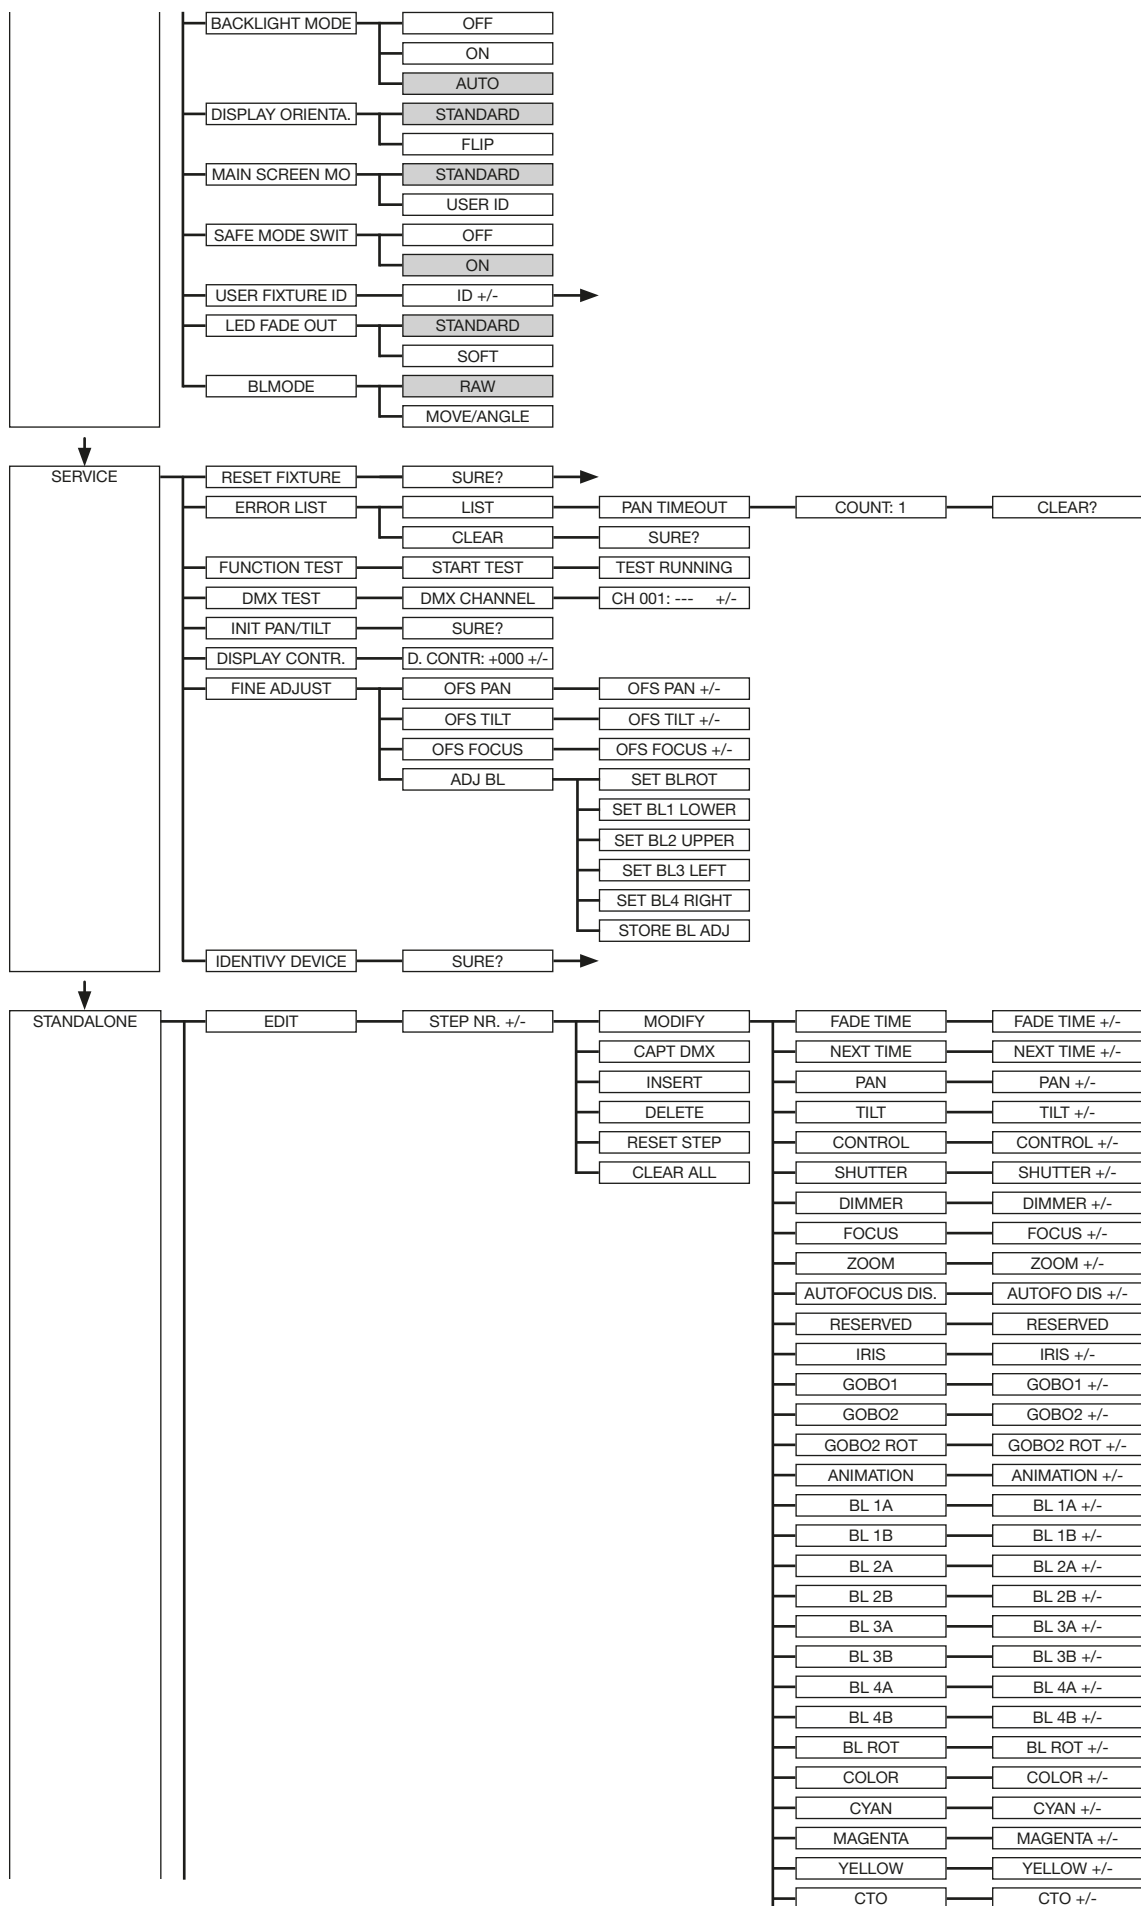 BACKLIGHT MODE OFF
ON
AUTO
DISPLAY ORIENTA. STANDARD
FLIP
MAIN SCREEN MO STANDARD
USER ID
SAFE MODE SWIT OFF
ON
USER FIXTURE ID ID +/-
LED FADE OUT STANDARD
SOFT
BLMODE RAW
MOVE/ANGLE
SERVICE RESET FIXTURE SURE?
ERROR LIST LIST PAN TIMEOUT COUNT: 1 CLEAR?
CLEAR SURE?
FUNCTION TEST START TEST TEST RUNNING
DMX TEST DMX CHANNEL CH 001: --- +/-
INIT PAN/TILT SURE?
DISPLAY CONTR. D. CONTR: +000 +/-
FINE ADJUST OFS PAN OFS PAN +/-
OFS TILT OFS TILT +/-
OFS FOCUS OFS FOCUS +/-
ADJ BL SET BLROT
SET BL1 LOWER
SET BL2 UPPER
SET BL3 LEFT
SET BL4 RIGHT
STORE BL ADJ
IDENTIVY DEVICE SURE?
STANDALONE EDIT STEP NR. +/- MODIFY FADE TIME FADE TIME +/-
CAPT DMX NEXT TIME NEXT TIME +/-
INSERT PAN PAN +/-
DELETE TILT TILT +/-
RESET STEP CONTROL CONTROL +/-
CLEAR ALL SHUTTER SHUTTER +/-
DIMMER DIMMER +/-
FOCUS FOCUS +/-
ZOOM ZOOM +/-
AUTOFOCUS DIS. AUTOFO DIS +/-
RESERVED RESERVED
IRIS IRIS +/-
GOBO1 GOBO1 +/-
GOBO2 GOBO2 +/-
GOBO2 ROT GOBO2 ROT +/-
ANIMATION ANIMATION +/-
BL 1A BL 1A +/-
BL 1B BL 1B +/-
BL 2A BL 2A +/-
BL 2B BL 2B +/-
BL 3A BL 3A +/-
BL 3B BL 3B +/-
BL 4A BL 4A +/-
BL 4B BL 4B +/-
BL ROT BL ROT +/-
COLOR COLOR +/-
CYAN CYAN +/-
MAGENTA MAGENTA +/-
YELLOW YELLOW +/-
CTO CTO +/-